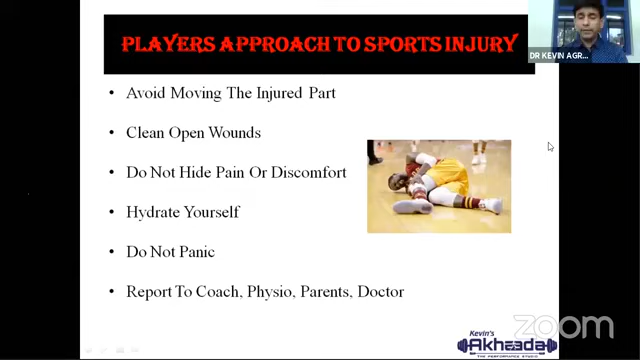 PLAYERS APPROACH TO SPORTS INJURY
DR KEVIN AGR...
• Avoid Moving The Injured Part
• Clean Open Wounds
• Do Not Hide Pain Or Discomfort
• Hydrate Yourself
• Do Not Panic
• Report To Coach, Physio, Parents, Doctor
Kevin's
Akhaada
THE PERFORMANCE STUDIO
zoom